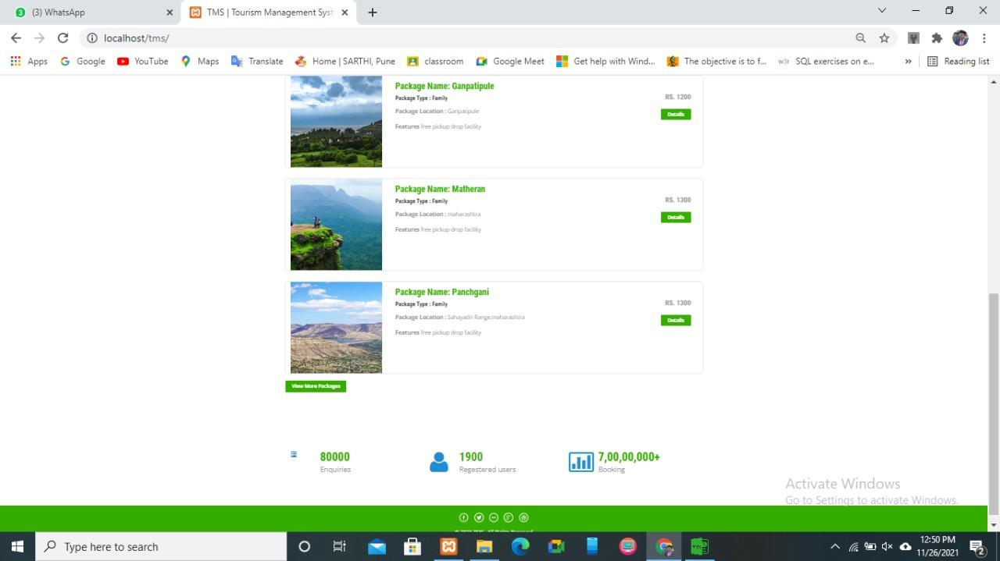 (3) WhatsApp
TMS | Tourism Management Syst
localhost/tms/
Apps Google YouTube Maps Translate Home | SARTHI, Pune classroom Google Meet Get help with Wind... The objective is to f... w3r SQL exercises on e... » Reading list
Package Name: Ganpatipule
Package Type : Family
RS. 1200
Package Location : Ganpatipule
Details
Features free pickup drop facility
Package Name: Matheran
Package Type : Family
RS. 1300
Package Location : maharashtra
Details
Features free pickup drop facility
Package Name: Panchgani
Package Type : Family
RS. 1300
Package Location : Sahayadri Range,maharashtra
Details
Features free pickup drop facility
View More Packages
80000
Enquiries
1900
Regestered users
7,00,00,000+
Booking
Activate Windows
Go to Settings to activate Windows.
Type here to search
12:50 PM
11/26/2021
2